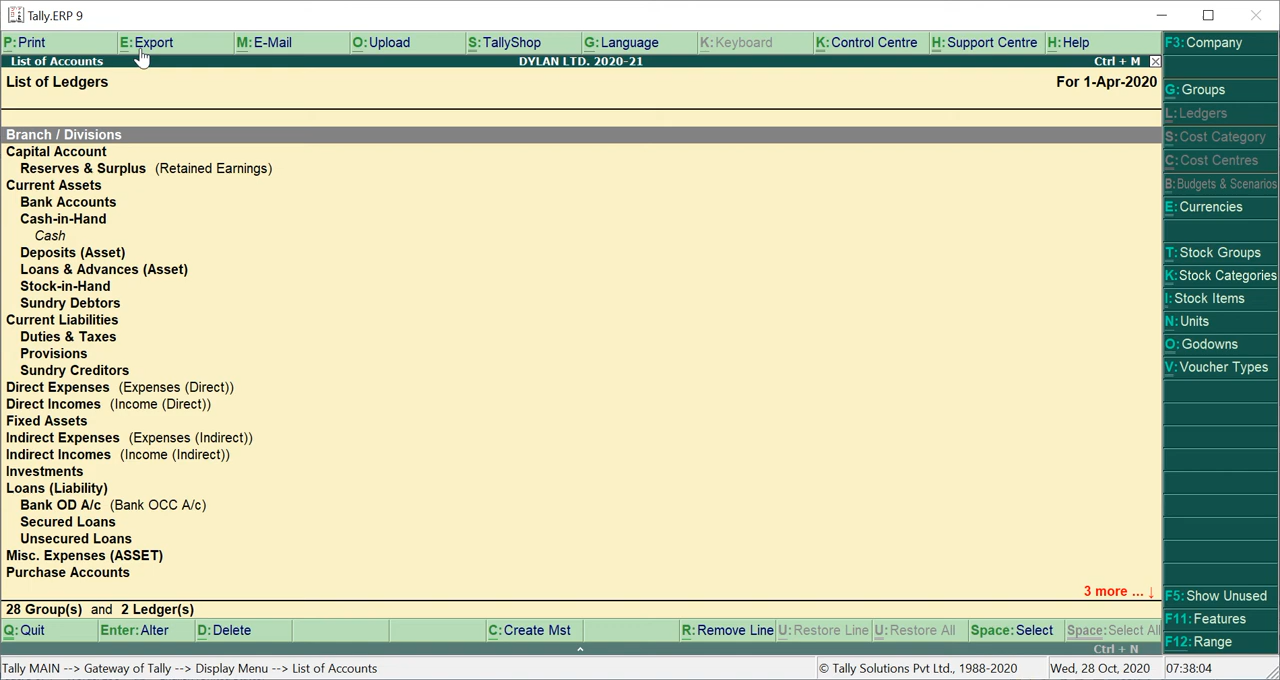 Tally.ERP 9
P:Print E:Export M:E-Mail O:Upload S:TallyShop G:Language K:Keyboard K:Control Centre H:Support Centre H:Help F3:Company
List of Accounts DYLAN LTD. 2020-21 Ctrl + M
List of Ledgers For 1-Apr-2020
G:Groups
L:Ledgers
S:Cost Category
C:Cost Centres
B:Budgets & Scenarios
E:Currencies
T:Stock Groups
K:Stock Categories
I:Stock Items
N:Units
O:Godowns
V:Voucher Types
F5:Show Unused
F11:Features
F12:Range
Branch / Divisions
Capital Account
Reserves & Surplus (Retained Earnings)
Current Assets
Bank Accounts
Cash-in-Hand
Cash
Deposits (Asset)
Loans & Advances (Asset)
Stock-in-Hand
Sundry Debtors
Current Liabilities
Duties & Taxes
Provisions
Sundry Creditors
Direct Expenses (Expenses (Direct))
Direct Incomes (Income (Direct))
Fixed Assets
Indirect Expenses (Expenses (Indirect))
Indirect Incomes (Income (Indirect))
Investments
Loans (Liability)
Bank OD A/c (Bank OCC A/c)
Secured Loans
Unsecured Loans
Misc. Expenses (ASSET)
Purchase Accounts
3 more ... ↓
28 Group(s) and 2 Ledger(s)
Q:Quit Enter:Alter D:Delete C:Create Mst R:Remove Line U:Restore Line U:Restore All Space:Select Space:Select All
Ctrl + N
Tally MAIN --> Gateway of Tally --> Display Menu --> List of Accounts © Tally Solutions Pvt Ltd., 1988-2020 Wed, 28 Oct, 2020 07:38:04